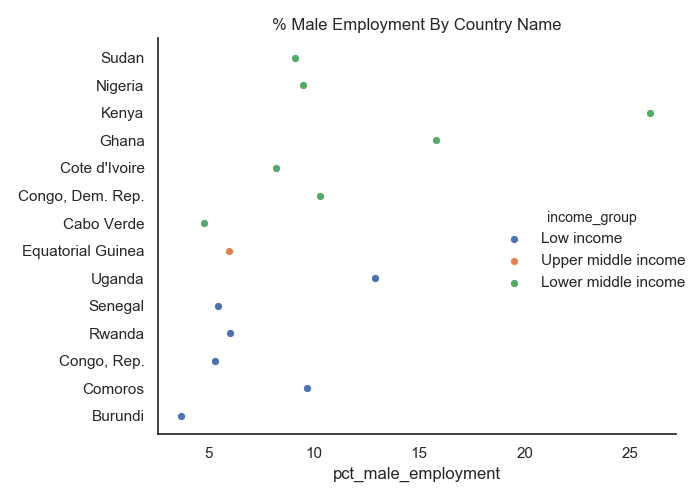 % Male Employment By Country Name
Sudan
Nigeria
Kenya
Ghana
Cote d'Ivoire
Congo, Dem. Rep.
Cabo Verde
Equatorial Guinea
Uganda
Senegal
Rwanda
Congo, Rep.
Comoros
Burundi
income_group
Low income
Upper middle income
Lower middle income
5 10 15 20 25
pct_male_employment